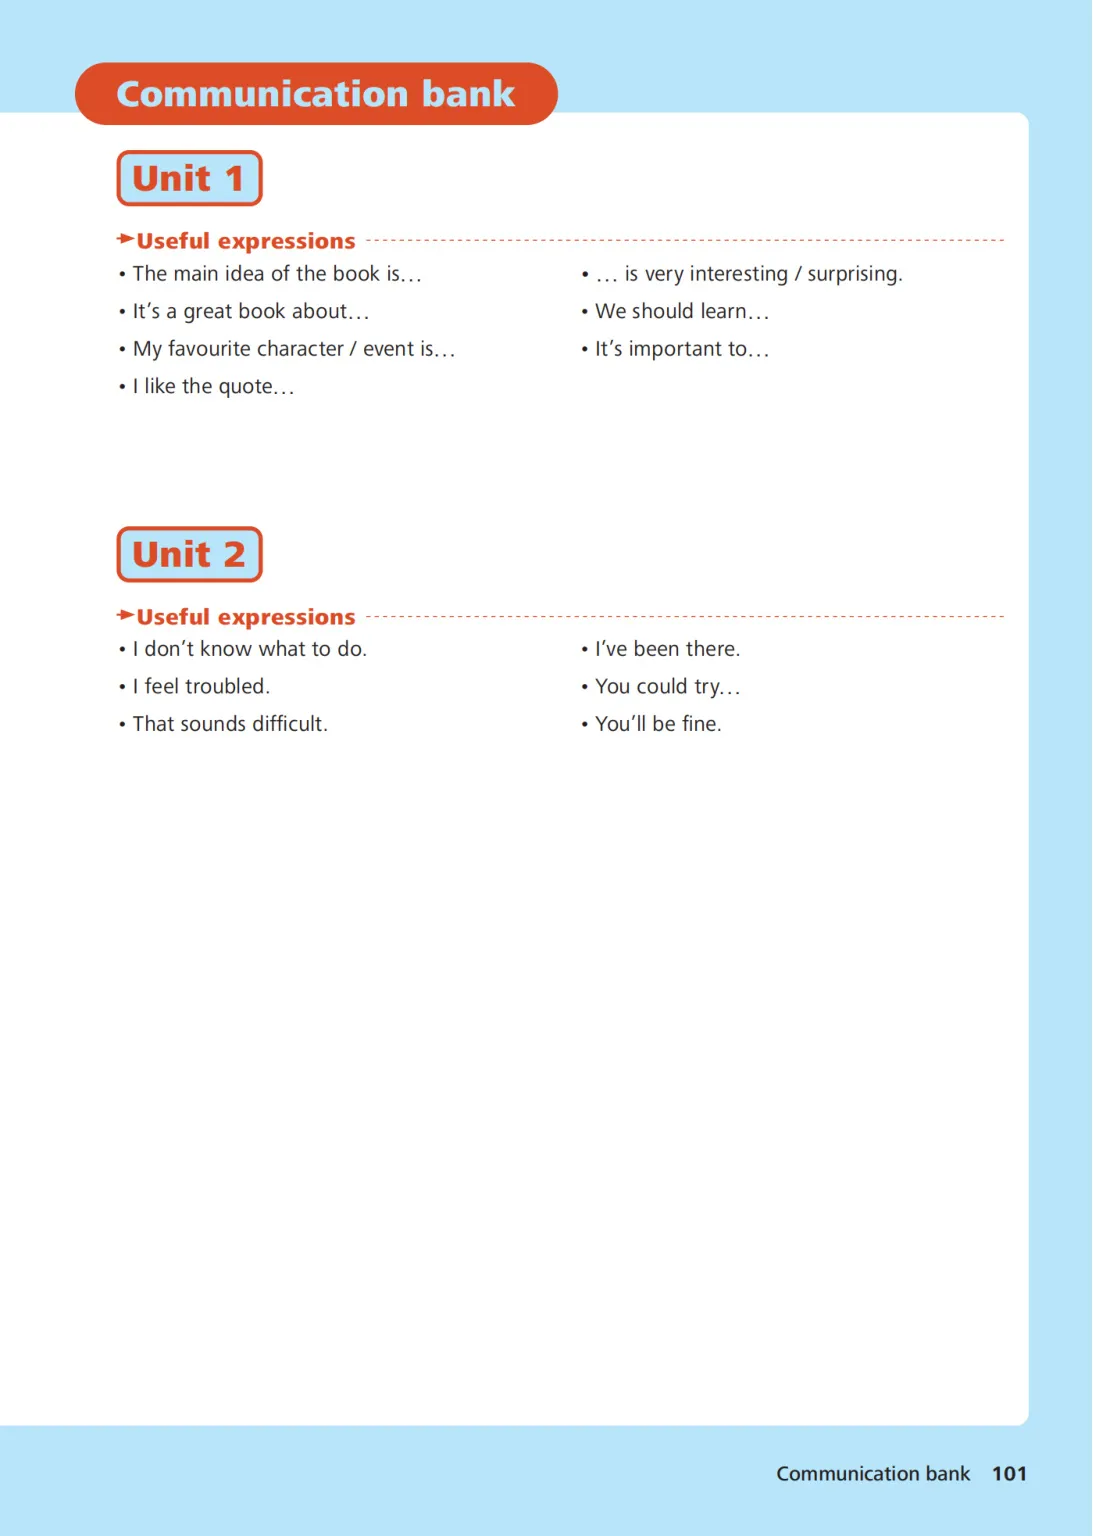 Communication bank
Unit 1
Useful expressions
• The main idea of the book is…
• It’s a great book about…
• My favourite character / event is…
• I like the quote…
• … is very interesting / surprising.
• We should learn…
• It’s important to…
Unit 2
Useful expressions
• I don’t know what to do.
• I feel troubled.
• That sounds difficult.
• I’ve been there.
• You could try…
• You’ll be fine.
Communication bank 101